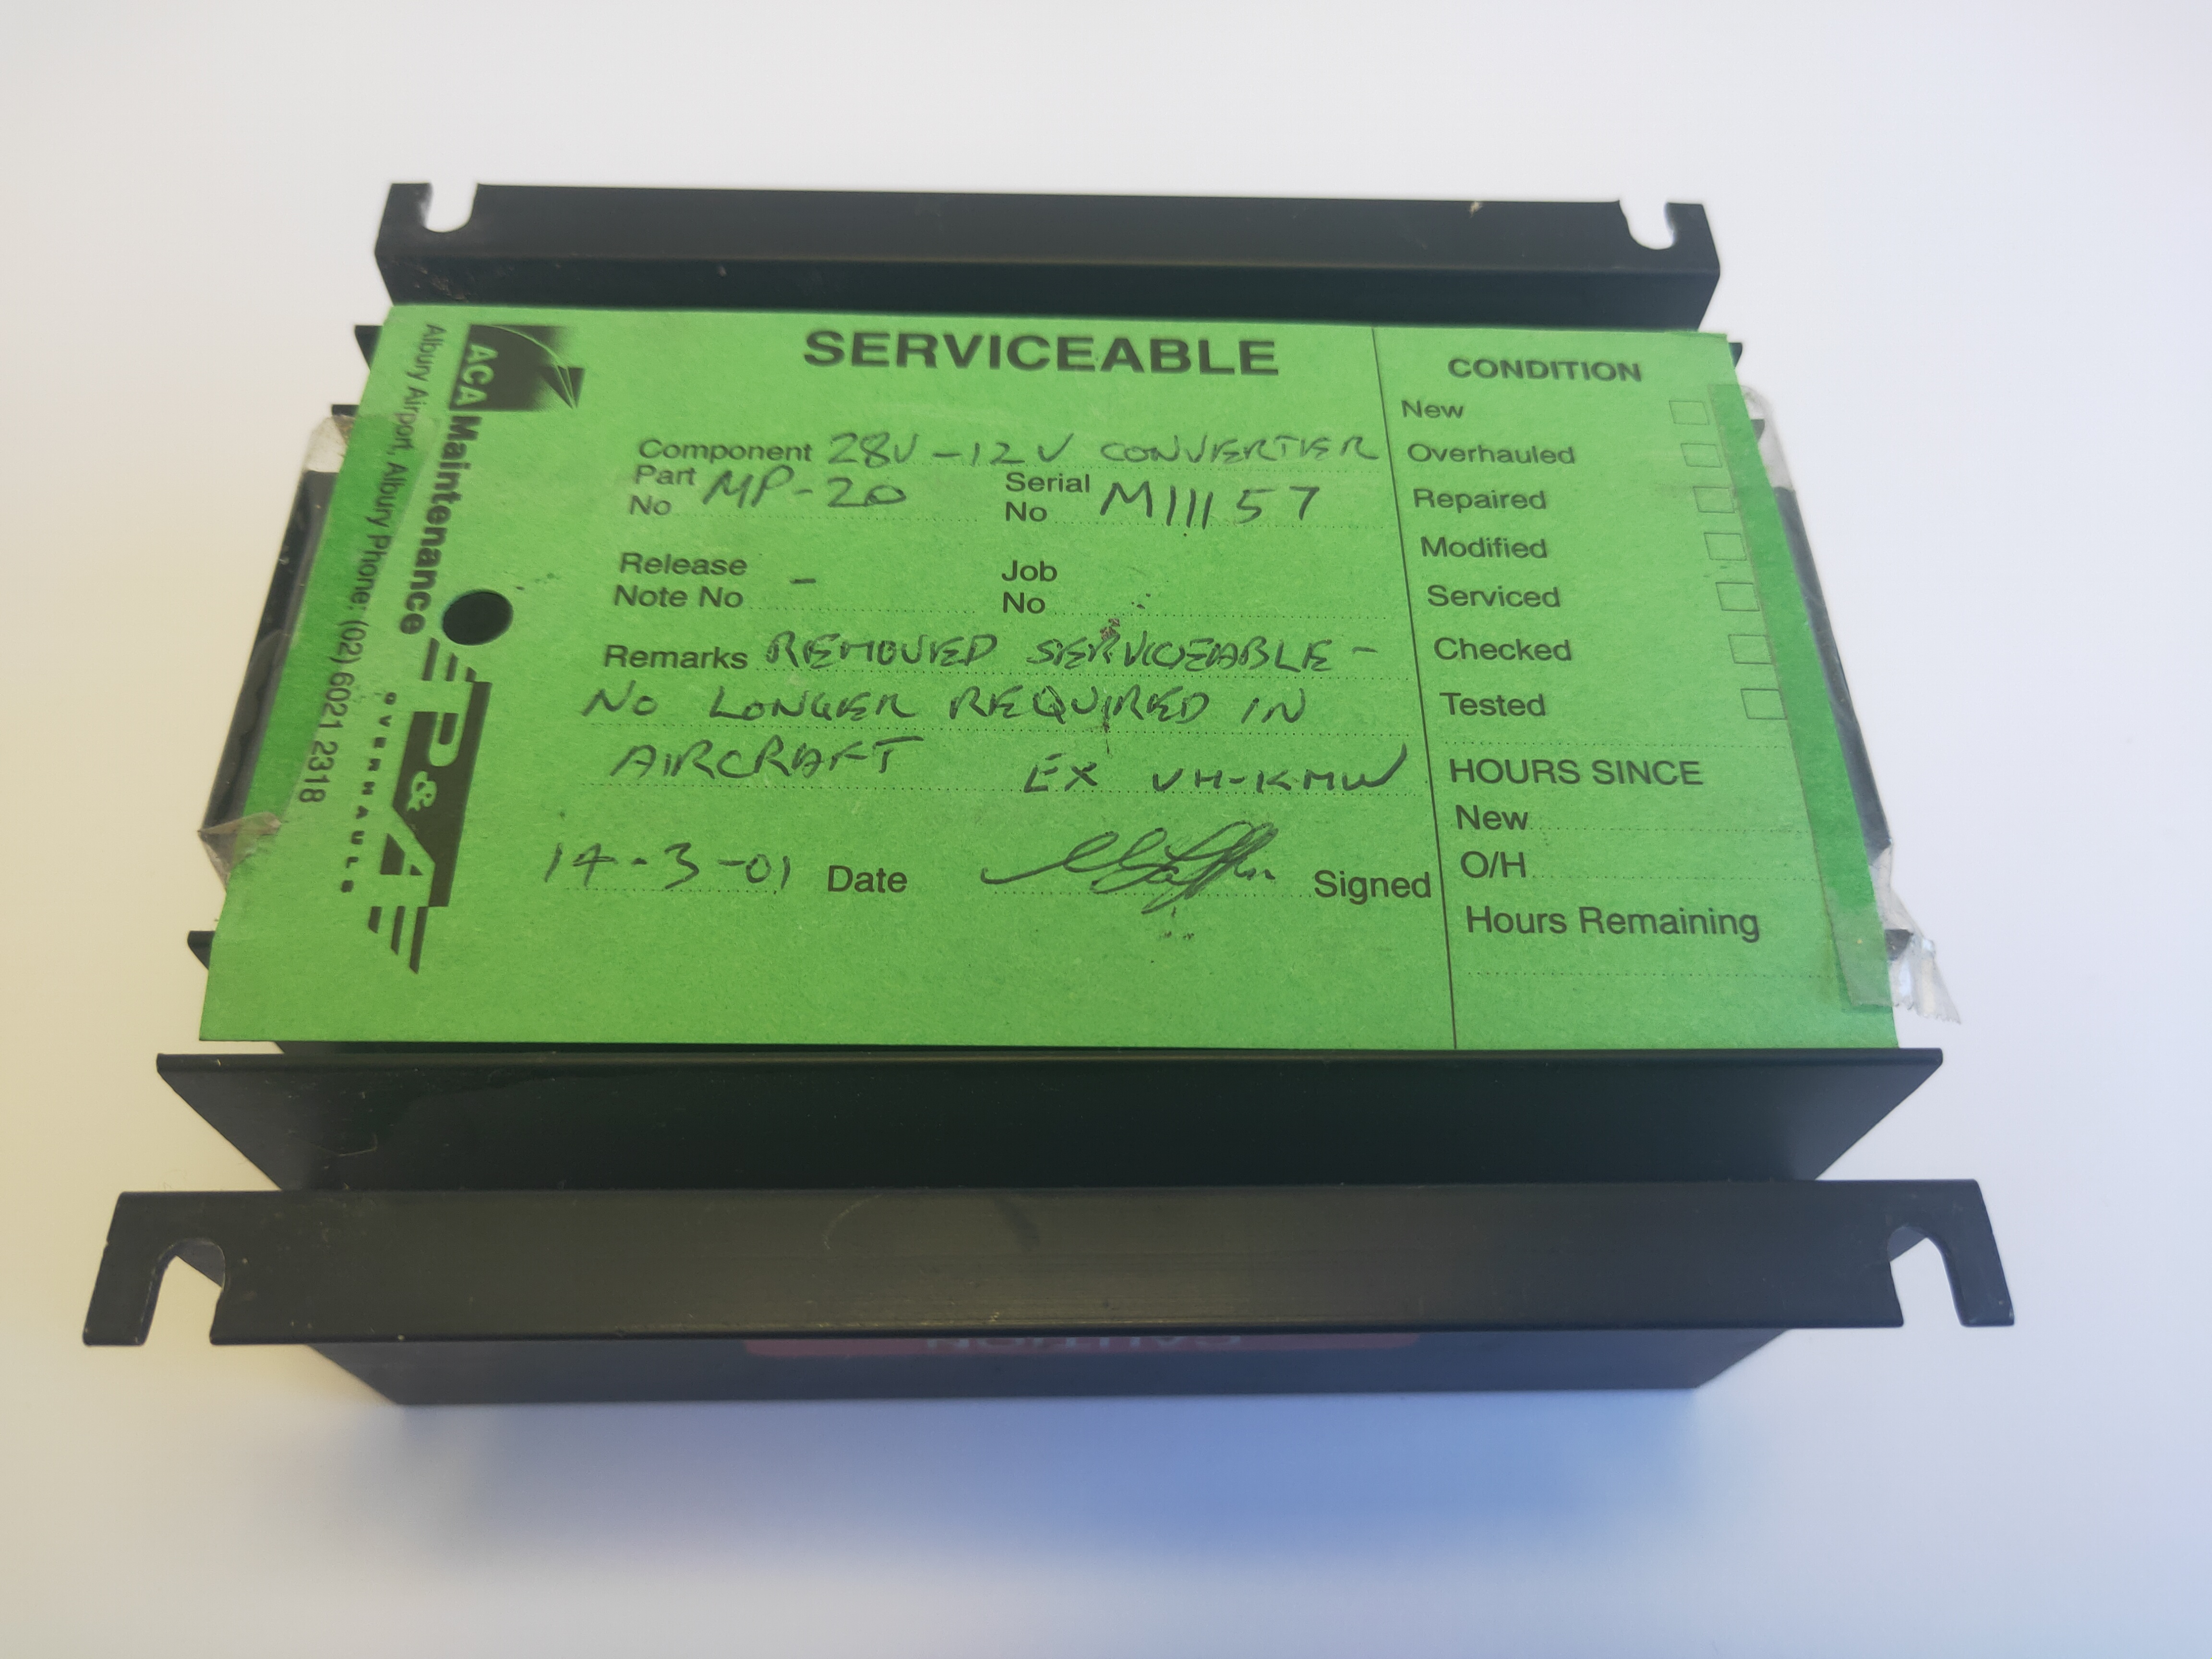 SERVICEABLE
Component 28V-12V CONVERTER
Part No MP-20 Serial No M111157
Release Note No - Job No
Remarks REMOVED SERVICEABLE -
NO LONGER REQUIRED IN
AIRCRAFT EX VH-KMW
14-3-01 Date Signed
CONDITION
New
Overhauled
Repaired
Modified
Serviced
Checked
Tested
HOURS SINCE
New
O/H
Hours Remaining
ACA Maintenance
Albury Airport, Albury Phone: (02) 6021 2318
P&A
OVERHAULS
CAUTION